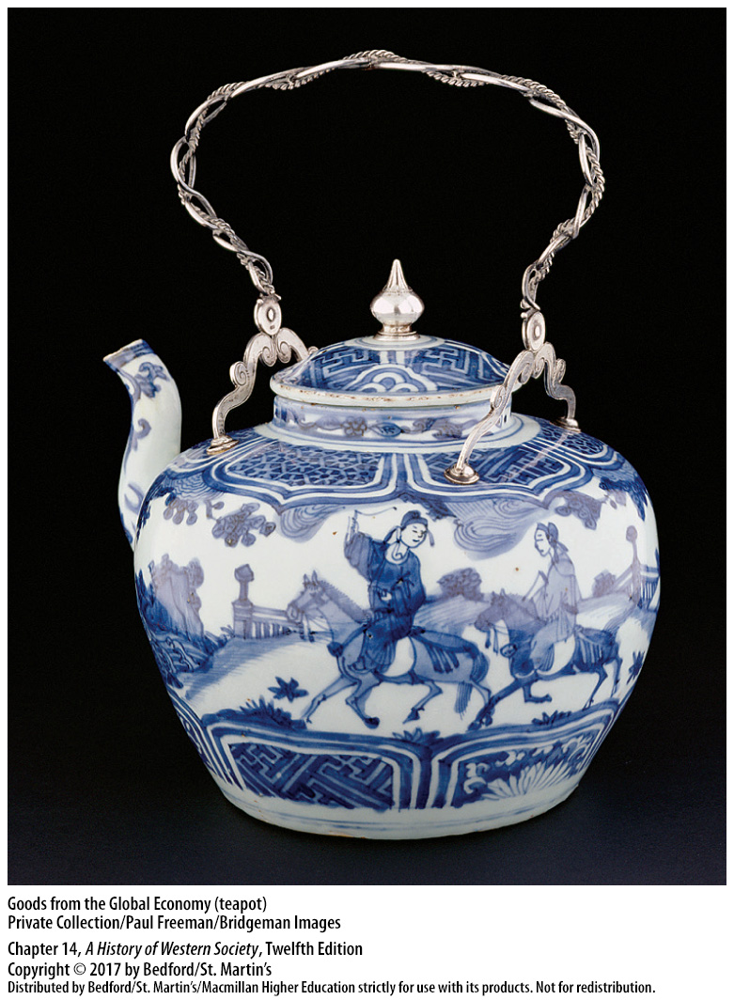 Goods from the Global Economy (teapot)
Private Collection/Paul Freeman/Bridgeman Images
Chapter 14, A History of Western Society, Twelfth Edition
Copyright © 2017 by Bedford/St. Martin's
Distributed by Bedford/St. Martin's/Macmillan Higher Education strictly for use with its products. Not for redistribution.